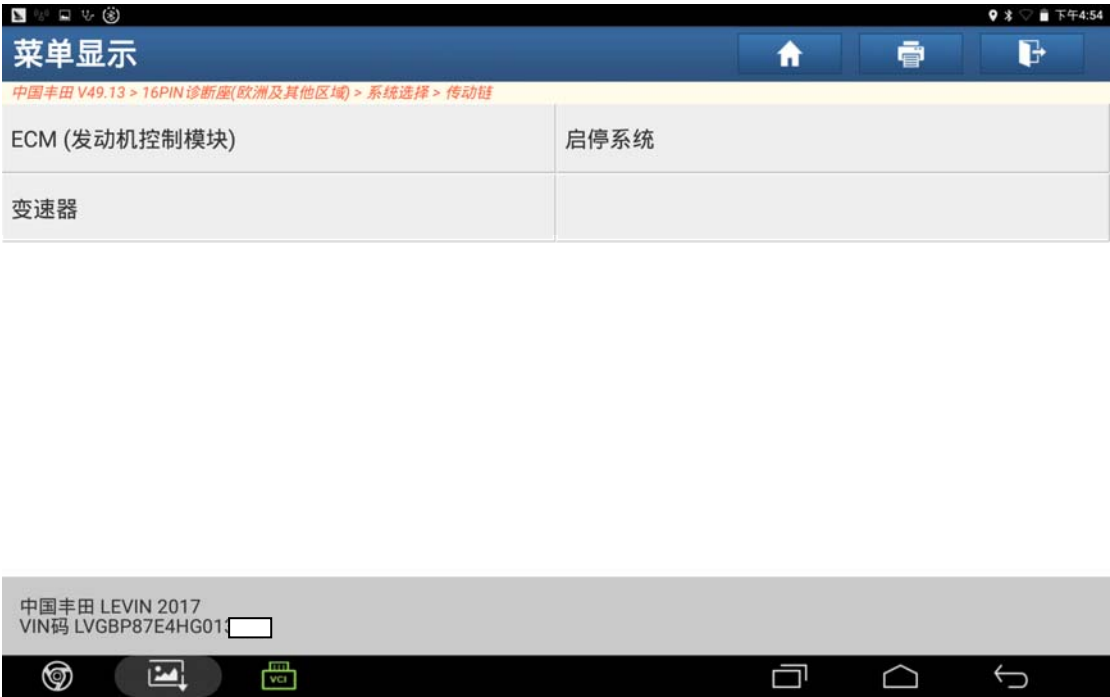 下午4:54
菜单显示
中国丰田 V49.13 > 16PIN诊断座(欧洲及其他区域) > 系统选择 > 传动链
ECM (发动机控制模块)
启停系统
变速器
中国丰田 LEVIN 2017
VIN码 LVGBP87E4HG01
VCI